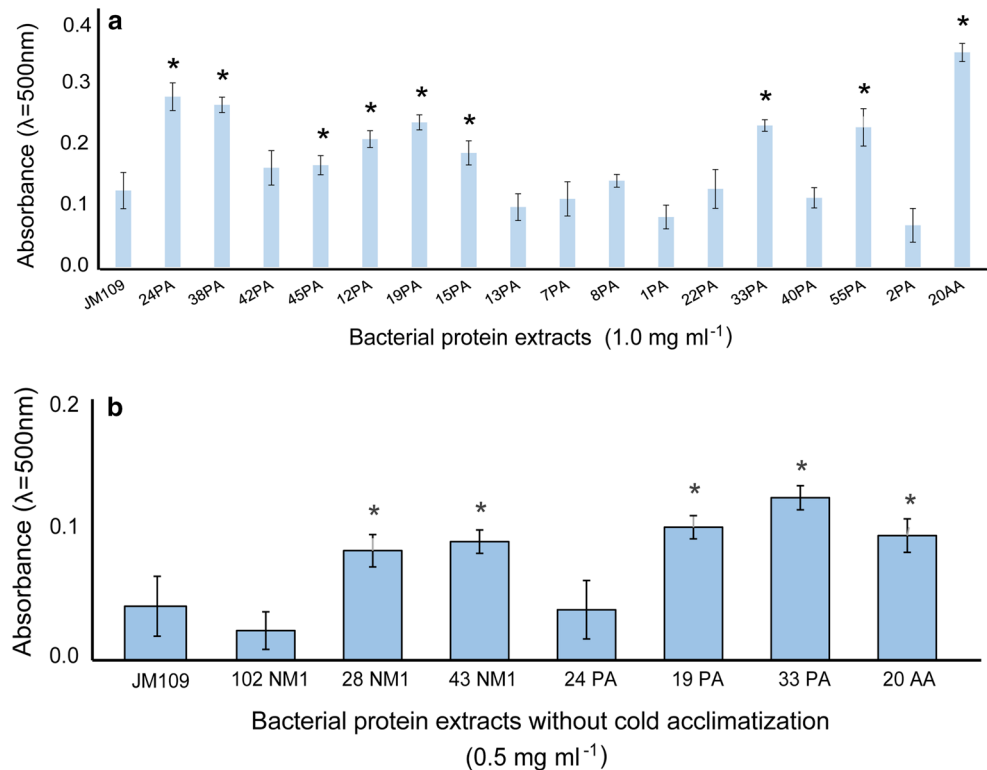 a
Absorbance (λ=500nm)
0.4
0.3
0.2
0.1
0.0
* * * * * * * * *
JM109 24PA 38PA 42PA 45PA 12PA 19PA 15PA 13PA 7PA 8PA 1PA 22PA 33PA 40PA 55PA 2PA 20AA
Bacterial protein extracts (1.0 mg ml⁻¹)
b
Absorbance (λ=500nm)
0.2
0.1
0.0
* * * * *
JM109 102 NM1 28 NM1 43 NM1 24 PA 19 PA 33 PA 20 AA
Bacterial protein extracts without cold acclimatization
(0.5 mg ml⁻¹)